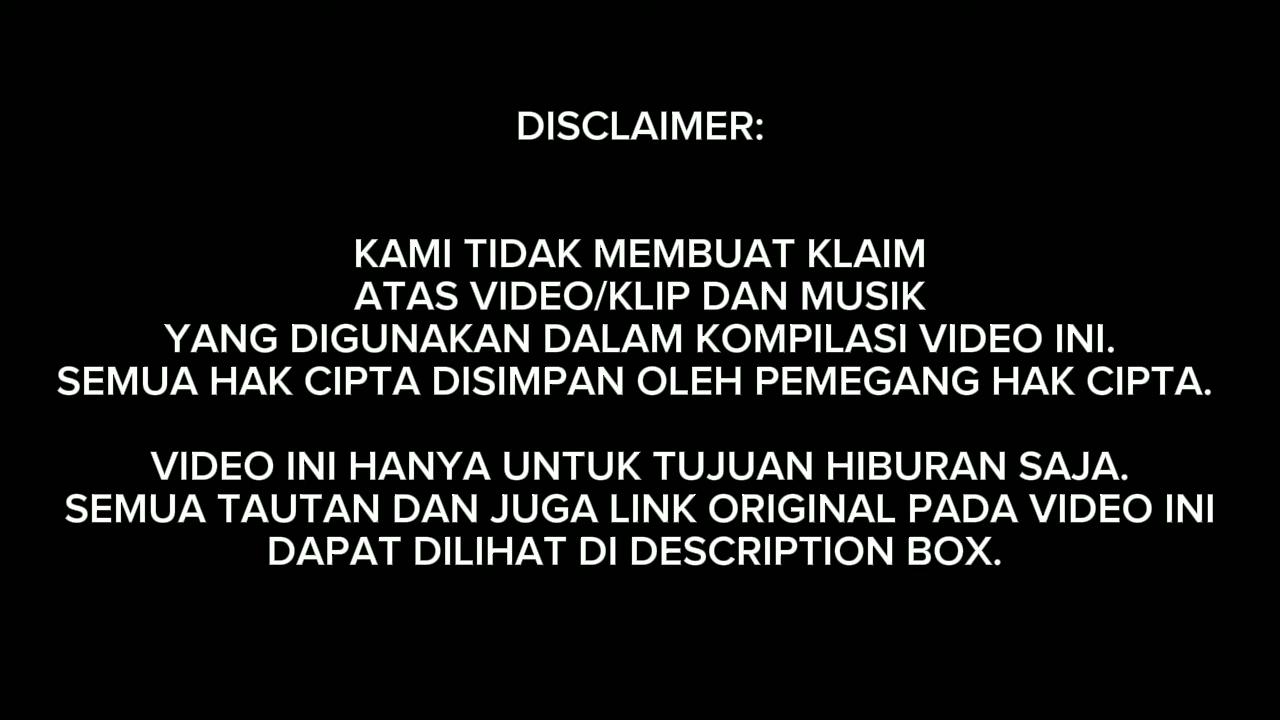 DISCLAIMER:
KAMI TIDAK MEMBUAT KLAIM
ATAS VIDEO/KLIP DAN MUSIK
YANG DIGUNAKAN DALAM KOMPILASI VIDEO INI.
SEMUA HAK CIPTA DISIMPAN OLEH PEMEGANG HAK CIPTA.
VIDEO INI HANYA UNTUK TUJUAN HIBURAN SAJA.
SEMUA TAUTAN DAN JUGA LINK ORIGINAL PADA VIDEO INI
DAPAT DILIHAT DI DESCRIPTION BOX.